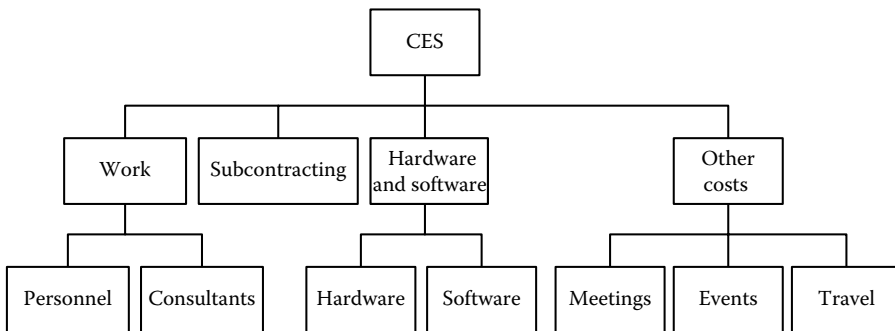 CES
Work
Subcontracting
Hardware
and software
Other
costs
Personnel
Consultants
Hardware
Software
Meetings
Events
Travel